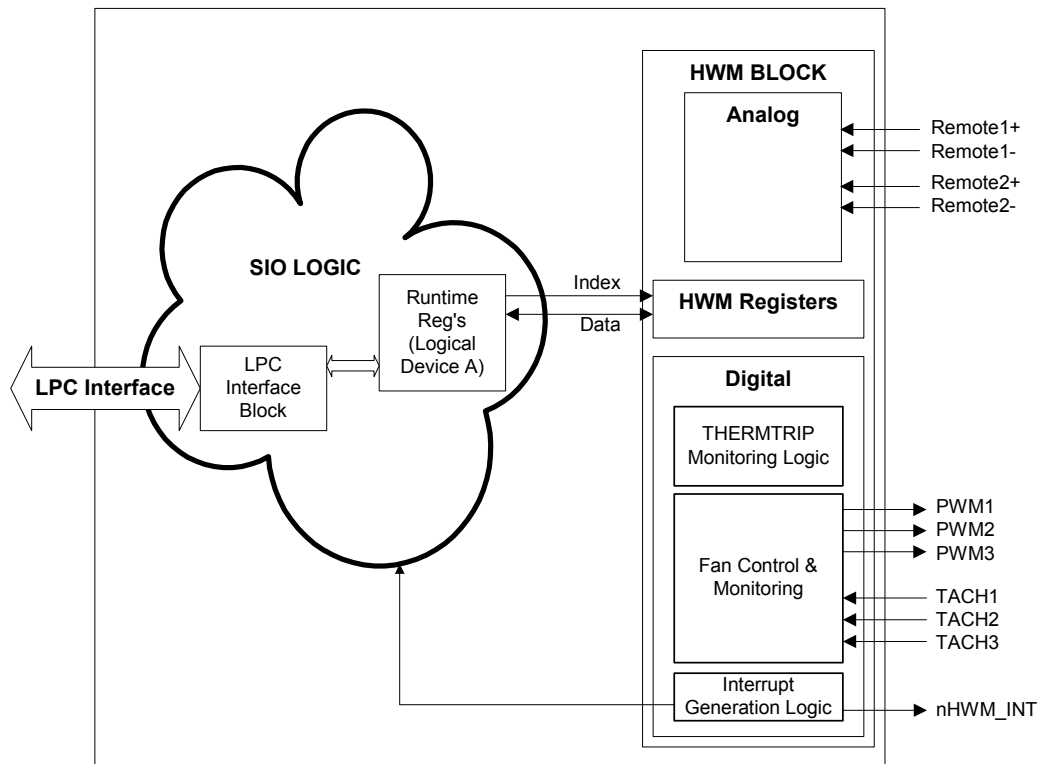 HWM BLOCK
Analog
Remote1+
Remote1-
Remote2+
Remote2-
SIO LOGIC
Runtime
Reg's
(Logical
Device A)
Index
Data
HWM Registers
LPC Interface
LPC
Interface
Block
Digital
THERMTRIP
Monitoring Logic
Fan Control &
Monitoring
PWM1
PWM2
PWM3
TACH1
TACH2
TACH3
Interrupt
Generation Logic
nHWM_INT